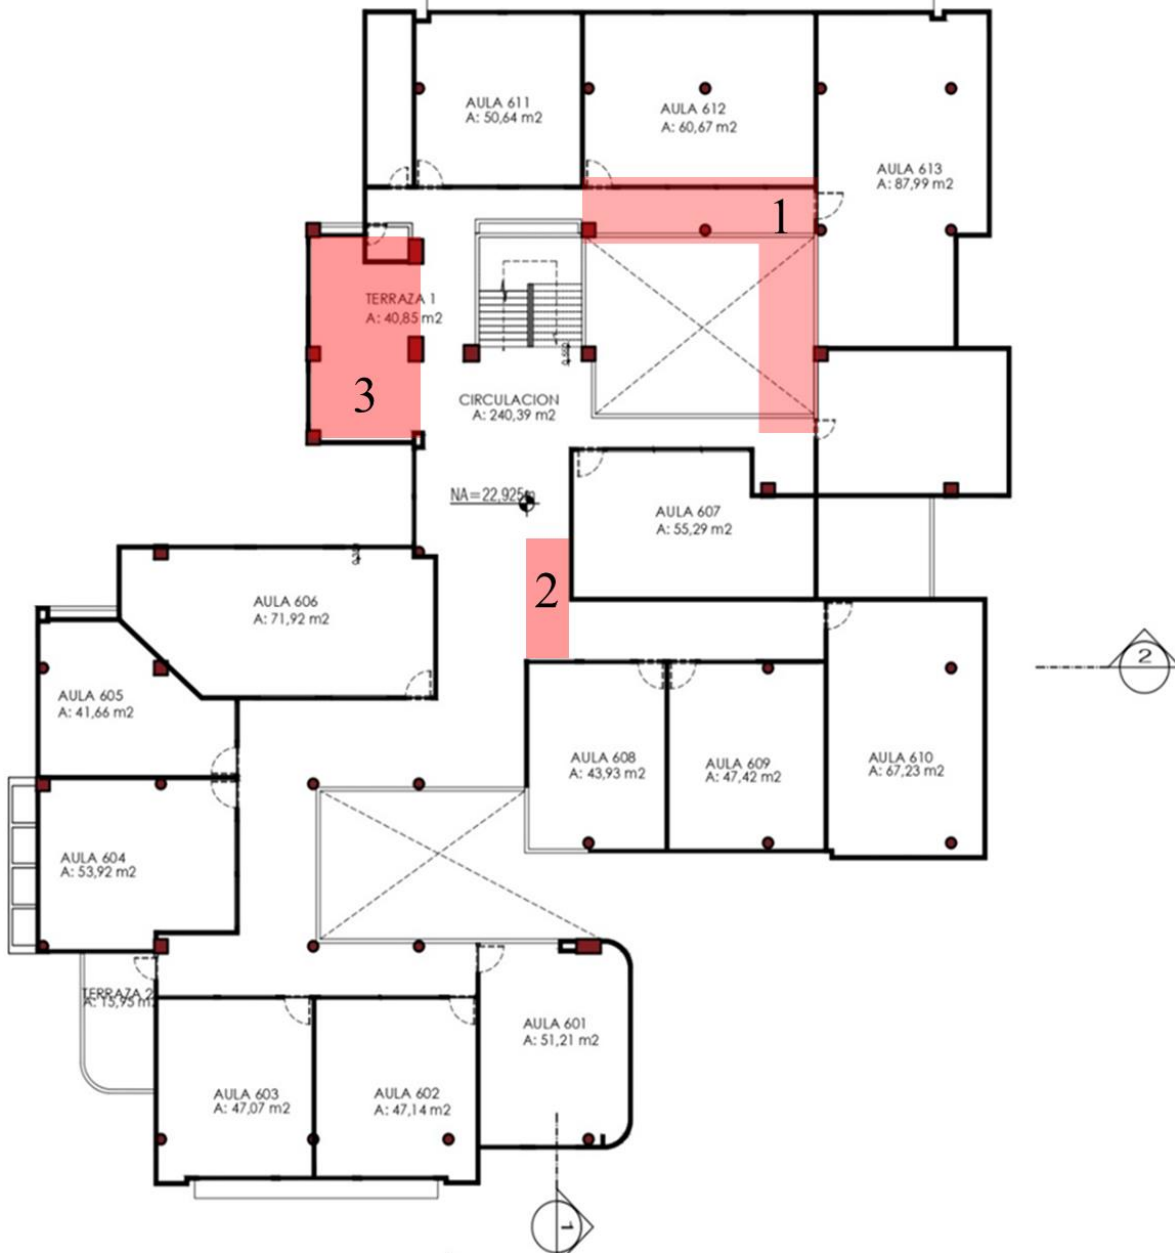 AULA 611
A: 50,64 m2
AULA 612
A: 60,67 m2
AULA 613
A: 87,99 m2
1
TERRAZA 1
A: 40,85 m2
3
CIRCULACION
A: 240,39 m2
NA=22,925m
AULA 607
A: 55,29 m2
2
AULA 606
A: 71,92 m2
2
AULA 605
A: 41,66 m2
AULA 608
A: 43,93 m2
AULA 609
A: 47,42 m2
AULA 610
A: 67,23 m2
AULA 604
A: 53,92 m2
TERRAZA 2
A: 15,95 m2
AULA 601
A: 51,21 m2
AULA 603
A: 47,07 m2
AULA 602
A: 47,14 m2
1